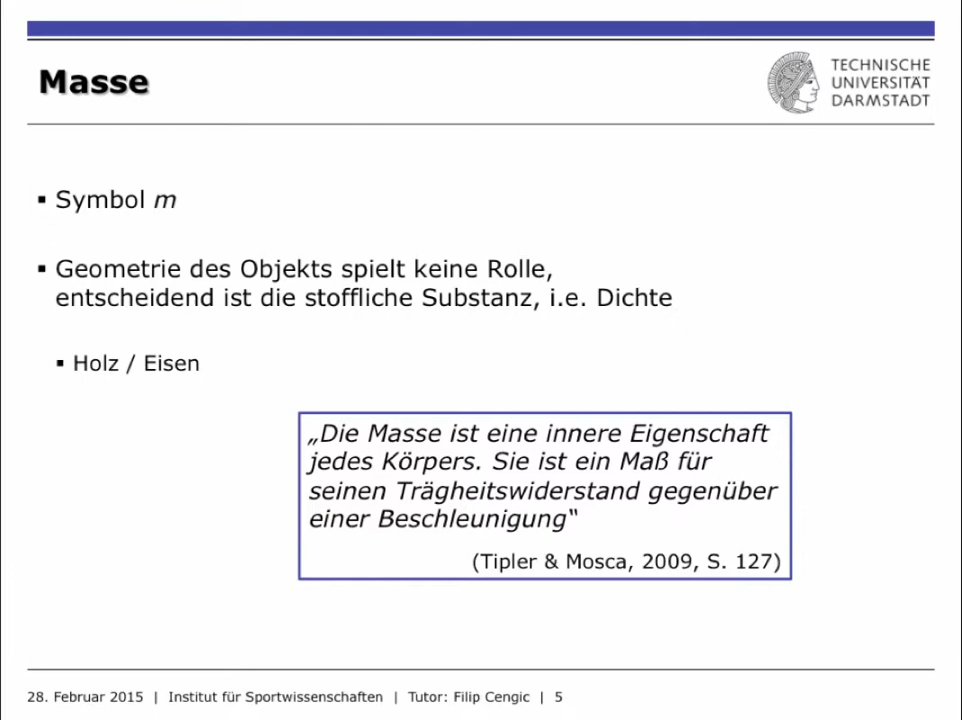 Masse
TECHNISCHE
UNIVERSITÄT
DARMSTADT
▪ Symbol m
▪ Geometrie des Objekts spielt keine Rolle,
entscheidend ist die stoffliche Substanz, i.e. Dichte
▪ Holz / Eisen
„Die Masse ist eine innere Eigenschaft
jedes Körpers. Sie ist ein Maß für
seinen Trägheitswiderstand gegenüber
einer Beschleunigung“
(Tipler & Mosca, 2009, S. 127)
28. Februar 2015 | Institut für Sportwissenschaften | Tutor: Filip Cengic | 5